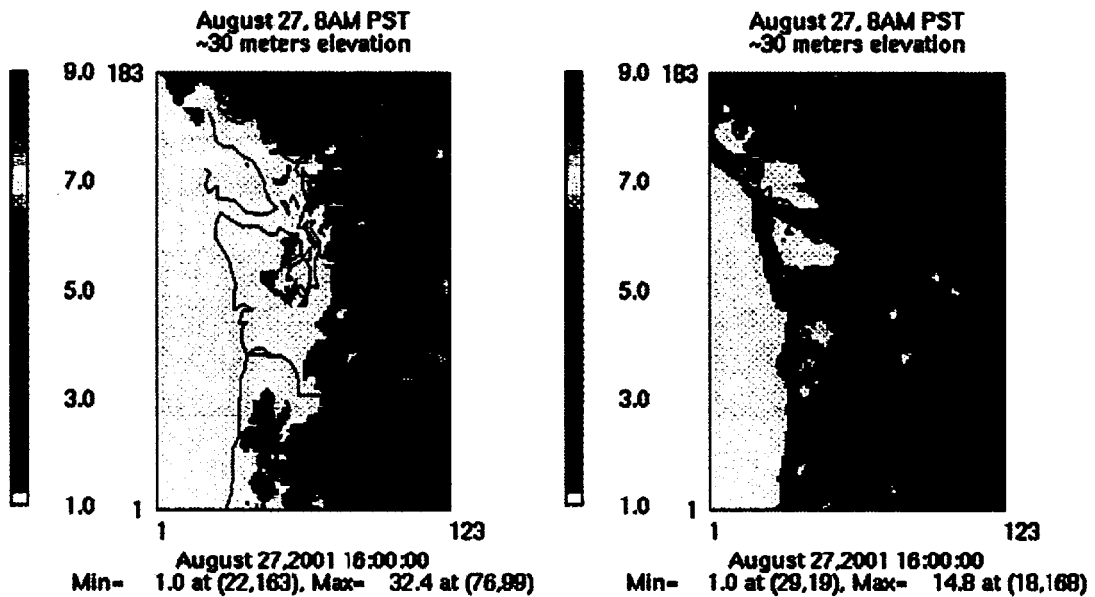 August 27, 8AM PST
~30 meters elevation
9.0
183
7.0
5.0
3.0
1.0
1
1
123
August 27,2001 16:00:00
Min= 1.0 at (22,163), Max= 32.4 at (76,99)
August 27, 8AM PST
~30 meters elevation
9.0
183
7.0
5.0
3.0
1.0
1
1
123
August 27,2001 16:00:00
Min= 1.0 at (29,19), Max= 14.8 at (18,168)